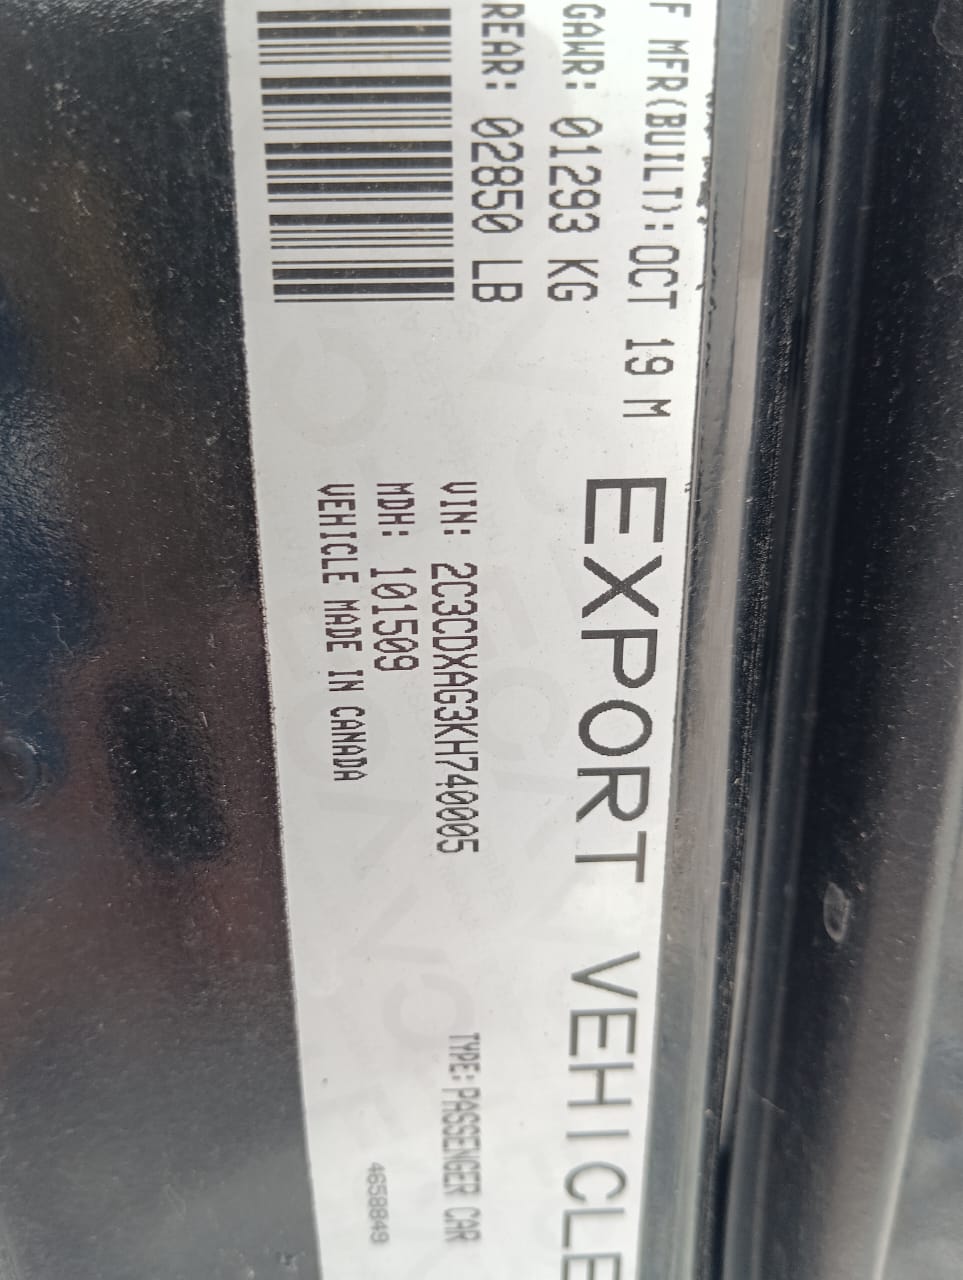 F MFR(BUILT):OCT 19 M
GAWR: 01293 KG
REAR: 02850 LB
EXPORT VEHICLE
VIN: 2C3CDXAG3KH740005
TYPE:PASSENGER CAR
MDH: 101509
VEHICLE MADE IN CANADA
4658849